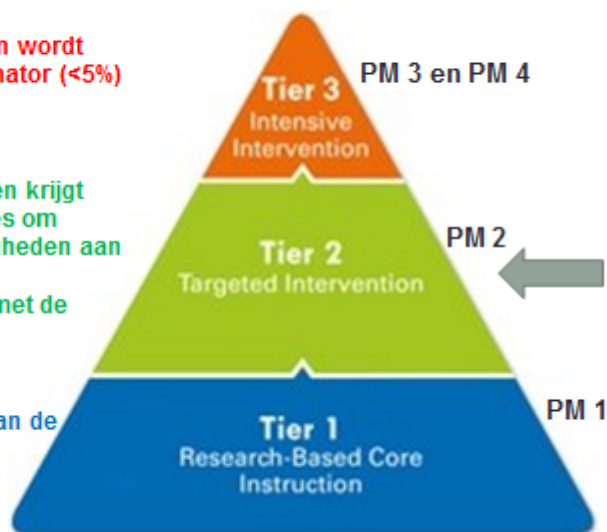 n wordt
nator (<5%)
Tier 3
Intensive
Intervention
PM 3 en PM 4
en krijgt
es om
gheden aan
net de
Tier 2
Targeted Intervention
PM 2
an de
Tier 1
Research-Based Core
Instruction
PM 1